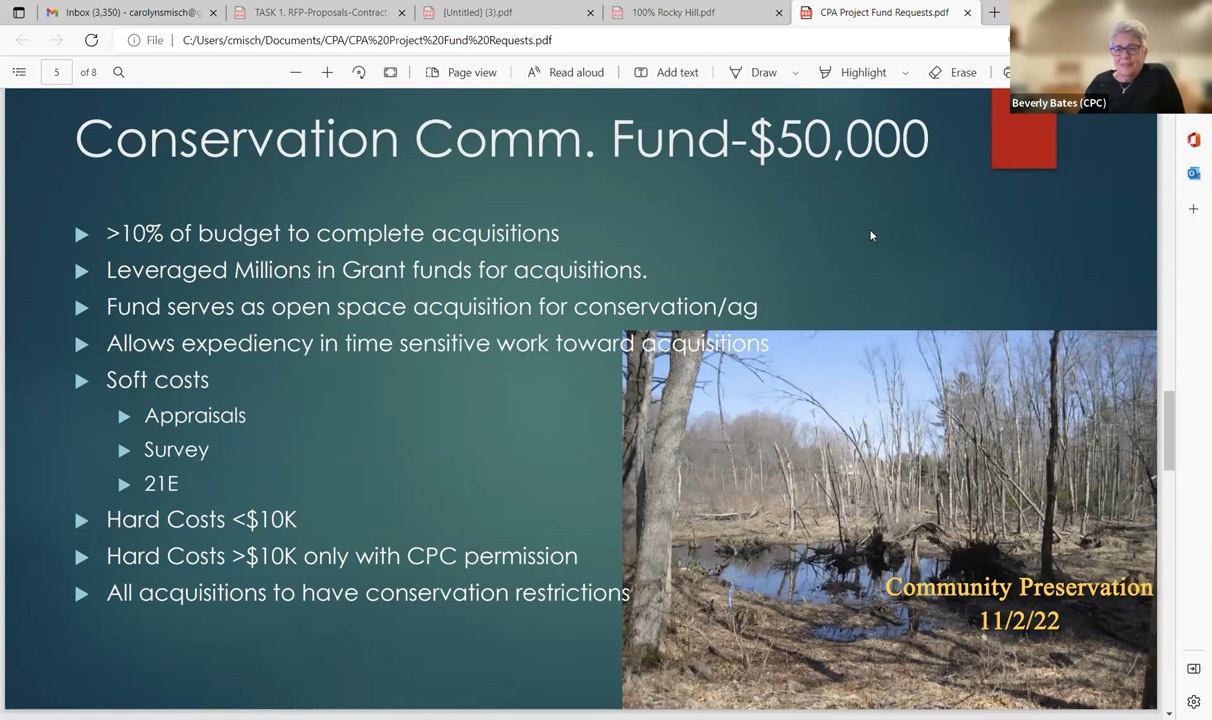 Inbox (3,350) - carolynsmisch@g
TASK 1. RFP-Proposals-Contract
[Untitled] (3).pdf
100% Rocky Hill.pdf
CPA Project Fund Requests.pdf
File
C:/Users/cmisch/Documents/CPA/CPA%20Project%20Fund%20Requests.pdf
5 of 8
Page view
Read aloud
Add text
Draw
Highlight
Erase
Beverly Bates (CPC)
Conservation Comm. Fund-$50,000
>10% of budget to complete acquisitions
Leveraged Millions in Grant funds for acquisitions.
Fund serves as open space acquisition for conservation/ag
Allows expediency in time sensitive work toward acquisitions
Soft costs
Appraisals
Survey
21E
Hard Costs <$10K
Hard Costs >$10K only with CPC permission
All acquisitions to have conservation restrictions
Community Preservation
11/2/22